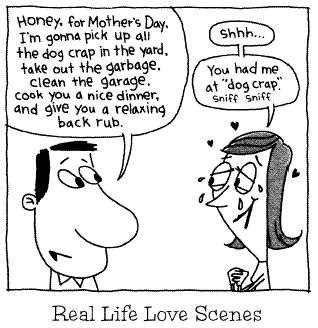 Honey, for Mother's Day,
I'm gonna pick up all
the dog crap in the yard,
take out the garbage,
clean the garage,
cook you a nice dinner,
and give you a relaxing
back rub.
Shhh...
You had me
at "dog crap."
Sniff Sniff
Real Life Love Scenes